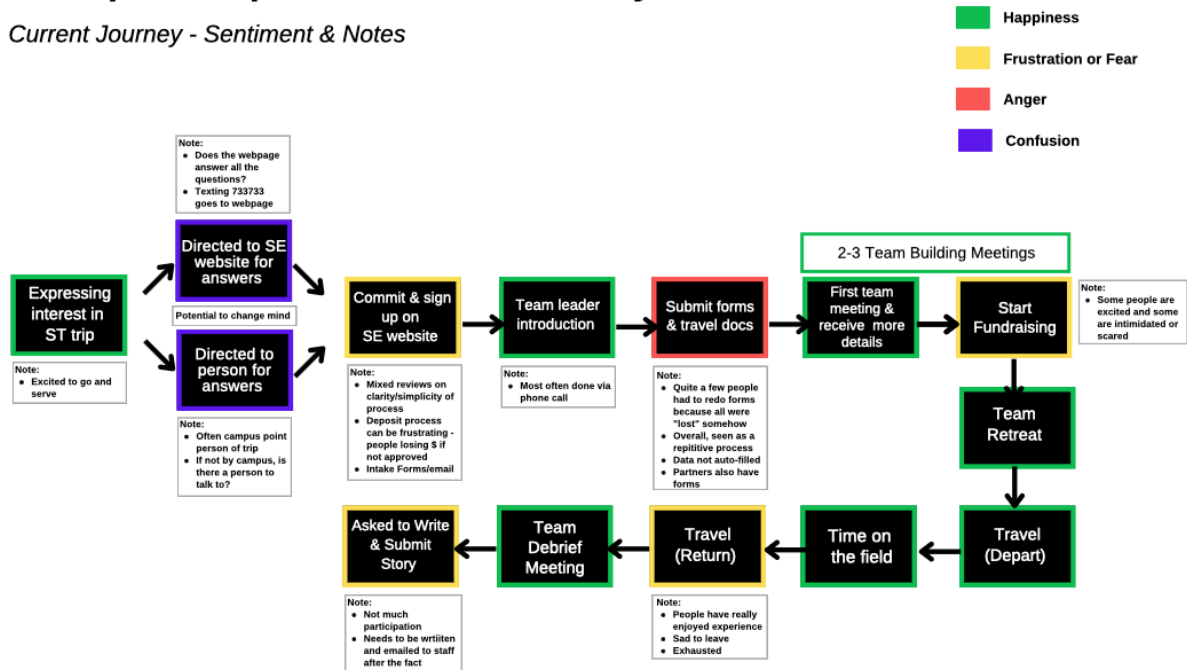 Current Journey - Sentiment & Notes
Happiness
Frustration or Fear
Anger
Confusion
Note:
• Does the webpage
answer all the
questions?
• Texting 733733
goes to webpage
Directed to SE
website for
answers
Potential to change mind
Directed to
person for
answers
Note:
• Often campus point
person of trip
• If not by campus, is
there a person to
talk to?
Expressing
interest in
ST trip
Note:
• Excited to go and
serve
Commit & sign
up on
SE website
Note:
• Mixed reviews on
clarity/simplicity of
process
• Deposit process
can be frustrating -
people losing $ if
not approved
• Intake Forms/email
Team leader
introduction
Note:
• Most often done via
phone call
Submit forms
& travel docs
Note:
• Quite a few people
had to redo forms
because all were
"lost" somehow
• Overall, seen as a
repititive process
• Data not auto-filled
• Partners also have
forms
2-3 Team Building Meetings
First team
meeting &
receive more
details
Start
Fundraising
Note:
• Some people are
excited and some
are intimidated or
scared
Team
Retreat
Travel
(Depart)
Time on
the field
Travel
(Return)
Note:
• People have really
enjoyed experience
• Sad to leave
• Exhausted
Team
Debrief
Meeting
Asked to Write
& Submit
Story
Note:
• Not much
participation
• Needs to be wrtiiten
and emailed to staff
after the fact